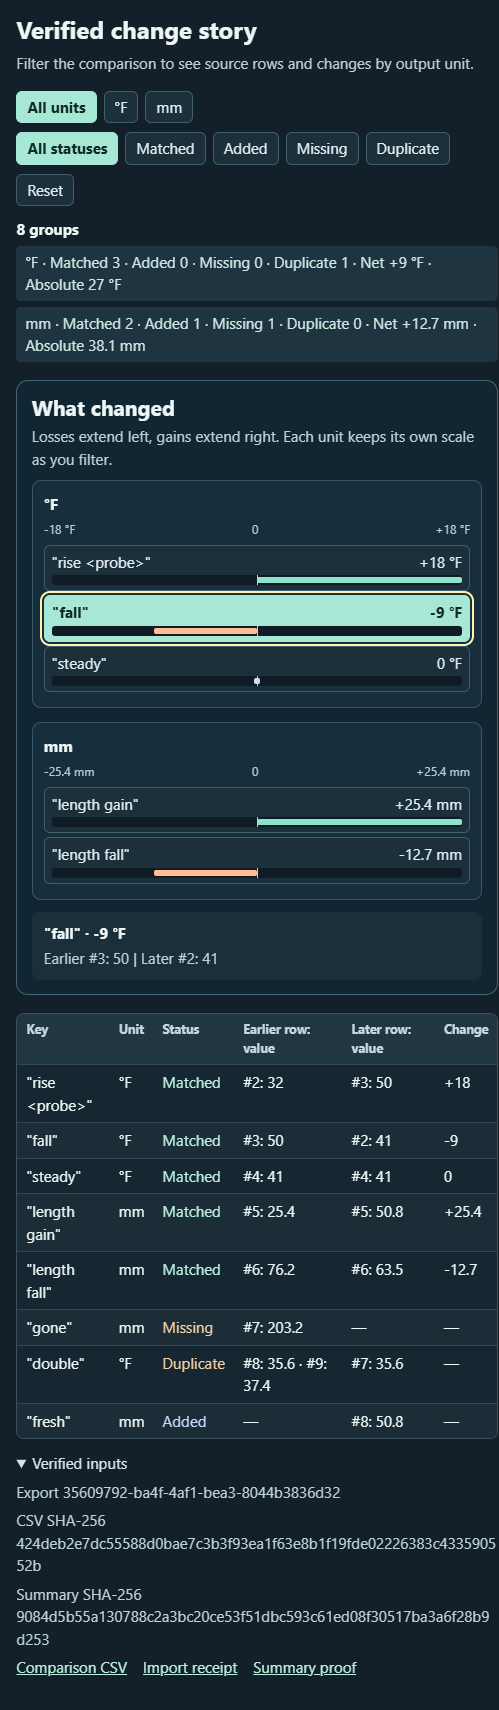 Verified change story
Filter the comparison to see source rows and changes by output unit.
All units °F mm
All statuses Matched Added Missing Duplicate
Reset
8 groups
°F · Matched 3 · Added 0 · Missing 0 · Duplicate 1 · Net +9 °F ·
Absolute 27 °F
mm · Matched 2 · Added 1 · Missing 1 · Duplicate 0 · Net +12.7 mm ·
Absolute 38.1 mm
What changed
Losses extend left, gains extend right. Each unit keeps its own scale
as you filter.
°F
-18 °F 0 +18 °F
"rise <probe>" +18 °F
"fall" -9 °F
"steady" 0 °F
mm
-25.4 mm 0 +25.4 mm
"length gain" +25.4 mm
"length fall" -12.7 mm
"fall" · -9 °F
Earlier #3: 50 | Later #2: 41
Key Unit Status Earlier row: Later row: Change
value value
"rise °F Matched #2: 32 #3: 50 +18
<probe>"
"fall" °F Matched #3: 50 #2: 41 -9
"steady" °F Matched #4: 41 #4: 41 0
"length mm Matched #5: 25.4 #5: 50.8 +25.4
gain"
"length mm Matched #6: 76.2 #6: 63.5 -12.7
fall"
"gone" mm Missing #7: 203.2 — —
"double" °F Duplicate #8: 35.6 · #9: #7: 35.6 —
37.4
"fresh" mm Added — #8: 50.8 —
▼ Verified inputs
Export 35609792-ba4f-4af1-bea3-8044b3836d32
CSV SHA-256
424deb2e7dc55588d0bae7c3b3f93ea1f63e8b1f19fde02226383c4335905
52b
Summary SHA-256
9084d5b55a130788c2a3bc20ce53f51dbc593c61ed08f30517ba3a6f28b9
d253
Comparison CSV Import receipt Summary proof